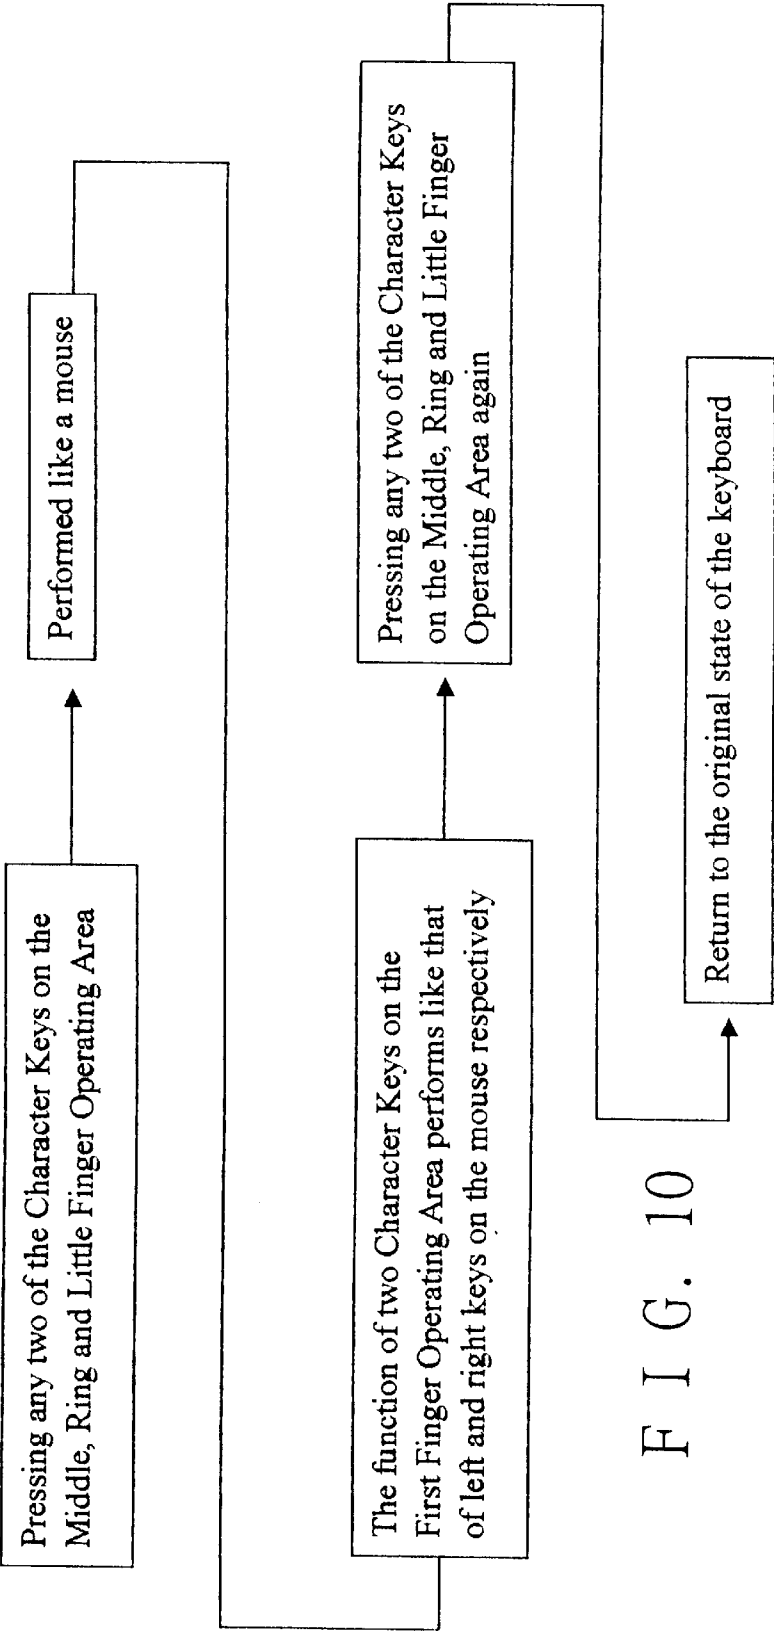 Pressing any two of the Character Keys on the
Middle, Ring and Little Finger Operating Area
Performed like a mouse
The function of two Character Keys on the
First Finger Operating Area performs like that
of left and right keys on the mouse respectively
Pressing any two of the Character Keys
on the Middle, Ring and Little Finger
Operating Area again
Return to the original state of the keyboard
F I G. 10